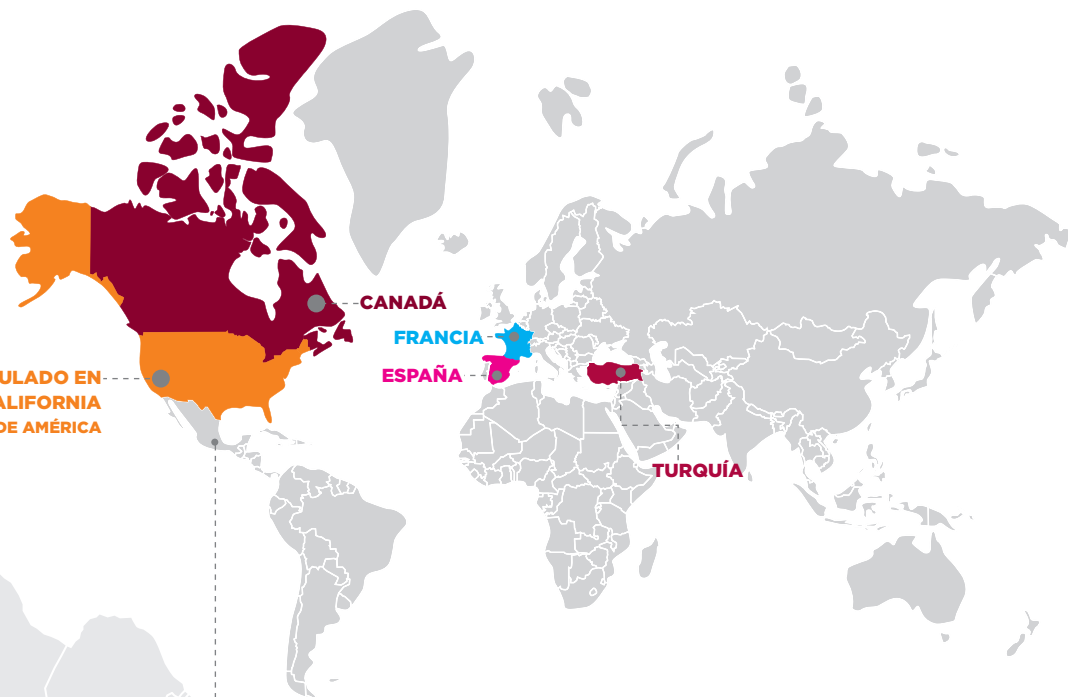 CANADÁ
FRANCIA
ESPAÑA
ULADO EN
ALIFORNIA
DE AMÉRICA
TURQUÍA